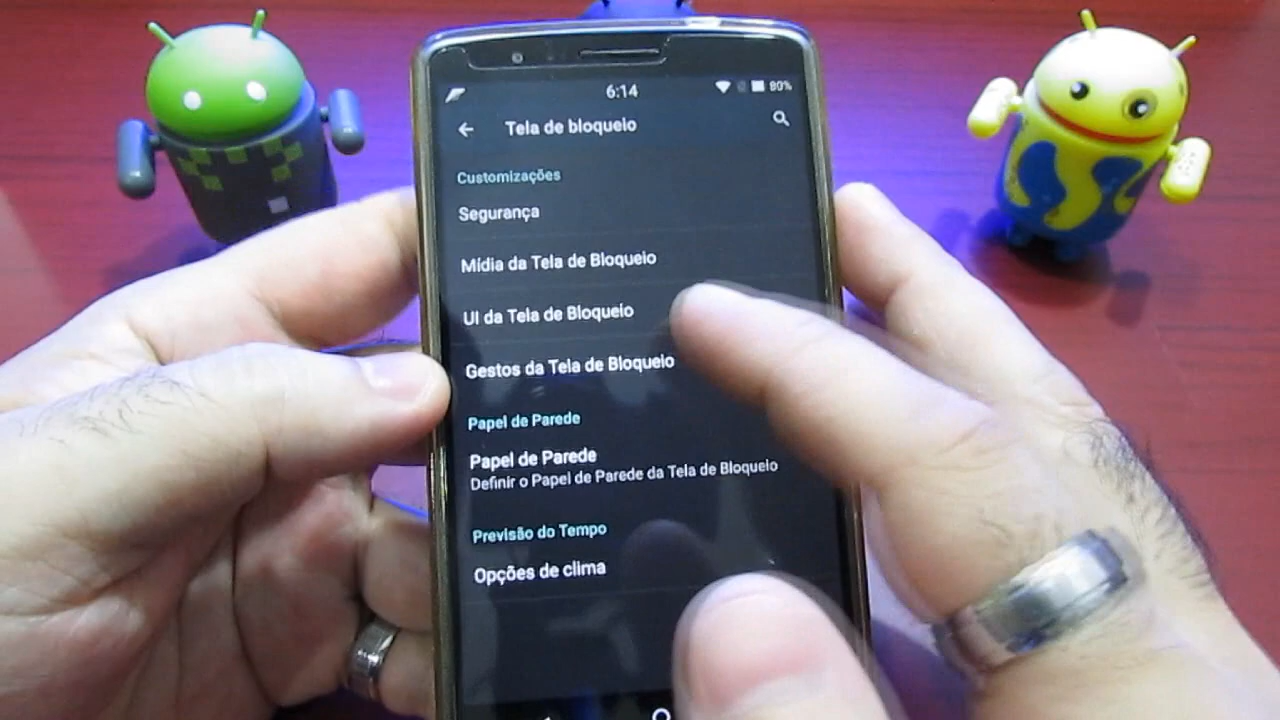 6:14
80%
Tela de bloqueio
Customizações
Segurança
Mídia da Tela de Bloqueio
UI da Tela de Bloqueio
Gestos da Tela de Bloqueio
Papel de Parede
Papel de Parede
Definir o Papel de Parede da Tela de Bloqueio
Previsão do Tempo
Opções de clima